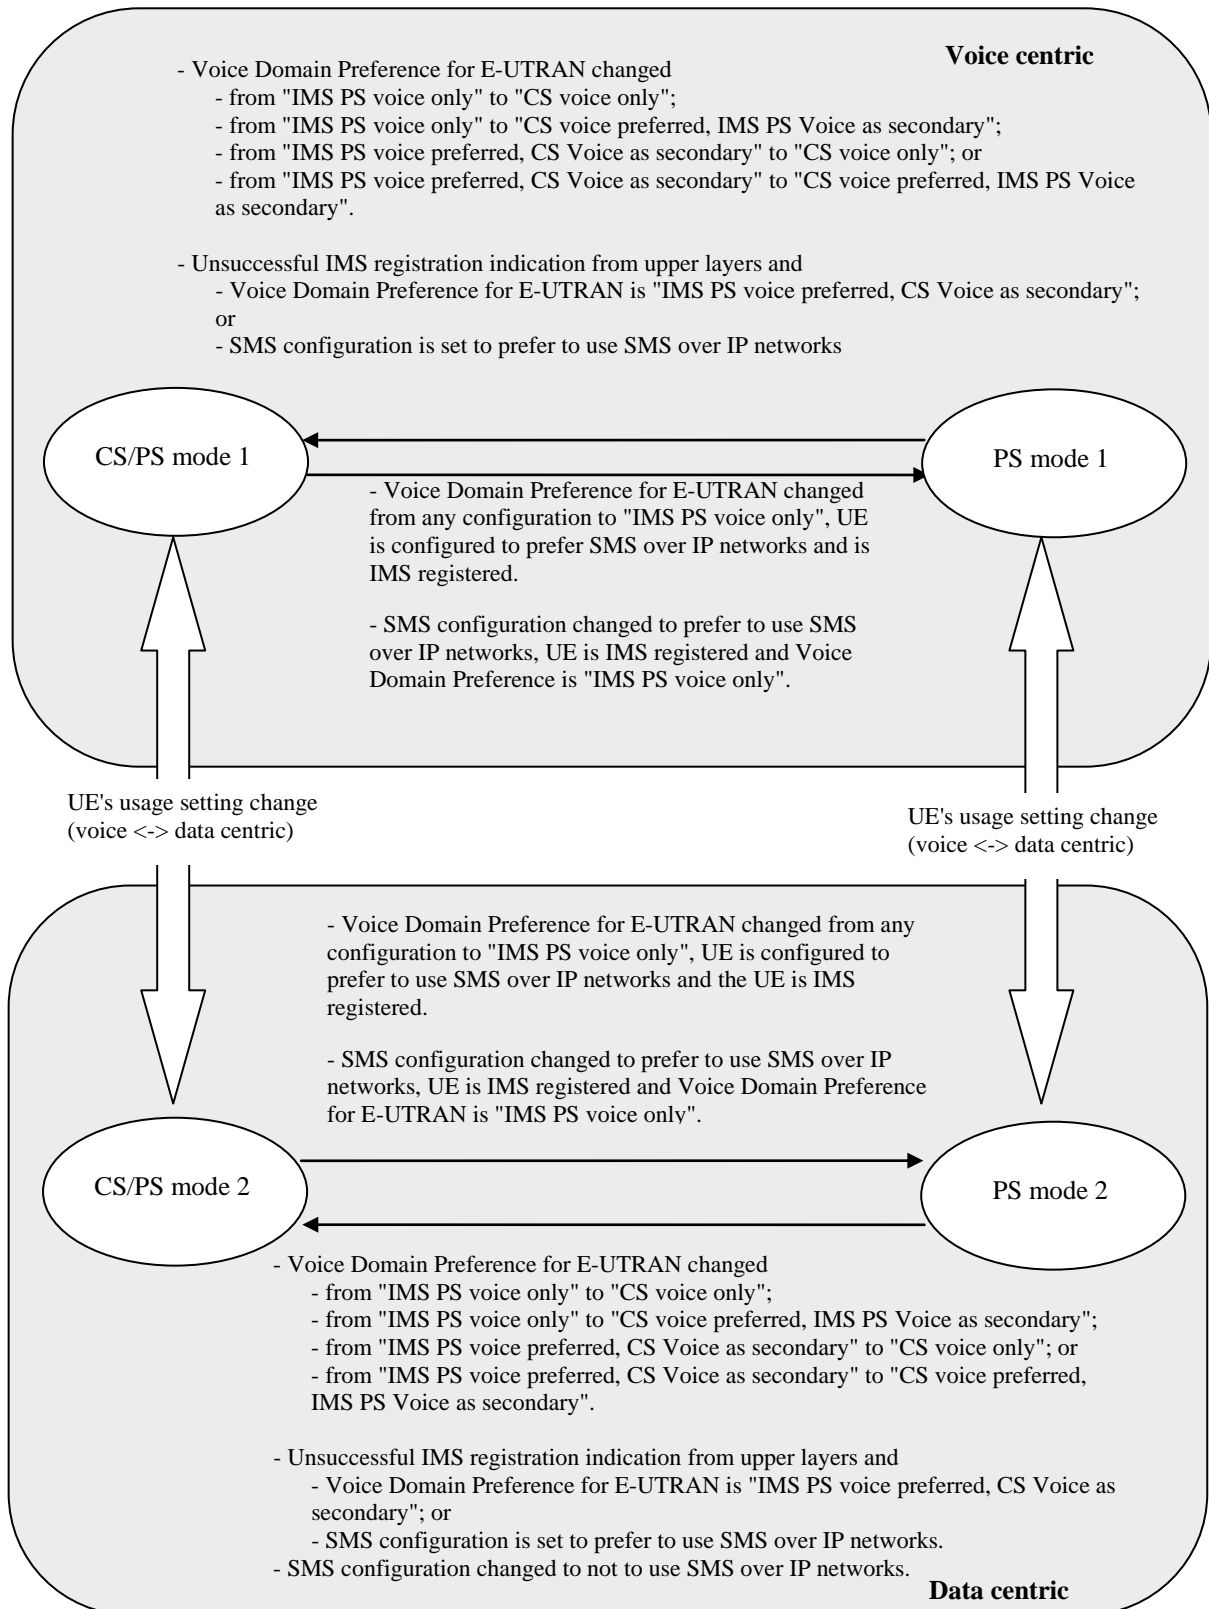 Voice centric
- Voice Domain Preference for E-UTRAN changed
- from "IMS PS voice only" to "CS voice only";
- from "IMS PS voice only" to "CS voice preferred, IMS PS Voice as secondary";
- from "IMS PS voice preferred, CS Voice as secondary" to "CS voice only"; or
- from "IMS PS voice preferred, CS Voice as secondary" to "CS voice preferred, IMS PS Voice
as secondary".
- Unsuccessful IMS registration indication from upper layers and
- Voice Domain Preference for E-UTRAN is "IMS PS voice preferred, CS Voice as secondary";
or
- SMS configuration is set to prefer to use SMS over IP networks
CS/PS mode 1
PS mode 1
- Voice Domain Preference for E-UTRAN changed
from any configuration to "IMS PS voice only", UE
is configured to prefer SMS over IP networks and is
IMS registered.
- SMS configuration changed to prefer to use SMS
over IP networks, UE is IMS registered and Voice
Domain Preference is "IMS PS voice only".
UE's usage setting change
(voice <-> data centric)
UE's usage setting change
(voice <-> data centric)
- Voice Domain Preference for E-UTRAN changed from any
configuration to "IMS PS voice only", UE is configured to
prefer to use SMS over IP networks and the UE is IMS
registered.
- SMS configuration changed to prefer to use SMS over IP
networks, UE is IMS registered and Voice Domain Preference
for E-UTRAN is "IMS PS voice only".
CS/PS mode 2
PS mode 2
- Voice Domain Preference for E-UTRAN changed
- from "IMS PS voice only" to "CS voice only";
- from "IMS PS voice only" to "CS voice preferred, IMS PS Voice as secondary";
- from "IMS PS voice preferred, CS Voice as secondary" to "CS voice only"; or
- from "IMS PS voice preferred, CS Voice as secondary" to "CS voice preferred,
IMS PS Voice as secondary".
- Unsuccessful IMS registration indication from upper layers and
- Voice Domain Preference for E-UTRAN is "IMS PS voice preferred, CS Voice as
secondary"; or
- SMS configuration is set to prefer to use SMS over IP networks.
- SMS configuration changed to not to use SMS over IP networks.
Data centric